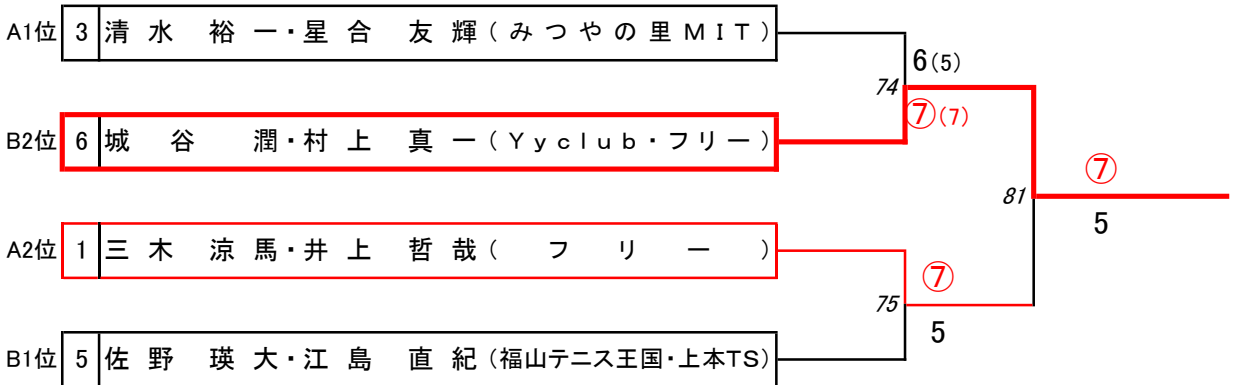 A1位 3 清水 裕一・星合 友輝(みつやの里MIT)
6(5)
74
⑦(7)
B2位 6 城谷 潤・村上 真一(Yyclub・フリー)
⑦
81
5
A2位 1 三木 涼馬・井上 哲哉(フリー)
⑦
75
5
B1位 5 佐野 瑛大・江島 直紀(福山テニス王国・上本TS)